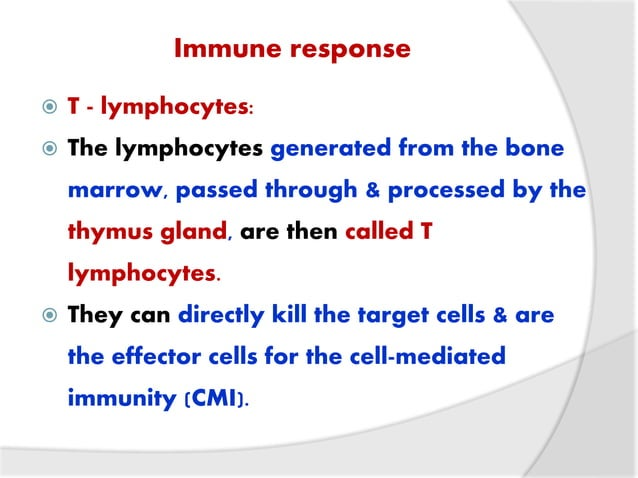 Immune response
T - lymphocytes:
The lymphocytes generated from the bone
marrow, passed through & processed by the
thymus gland, are then called T
lymphocytes.
They can directly kill the target cells & are
the effector cells for the cell-mediated
immunity (CMI).